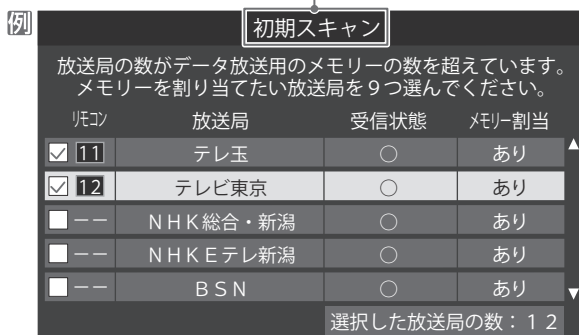 例
初期スキャン
放送局の数がデータ放送用のメモリーの数を超えています。
メモリーを割り当てたい放送局を９つ選んでください。
リモコン 放送局 受信状態 メモリー割当
11 テレ玉 ○ あり
12 テレビ東京 ○ あり
−− ＮＨＫ総合・新潟 ○ あり
−− ＮＨＫＥテレ新潟 ○ あり
−− ＢＳＮ ○ あり
選択した放送局の数：１２